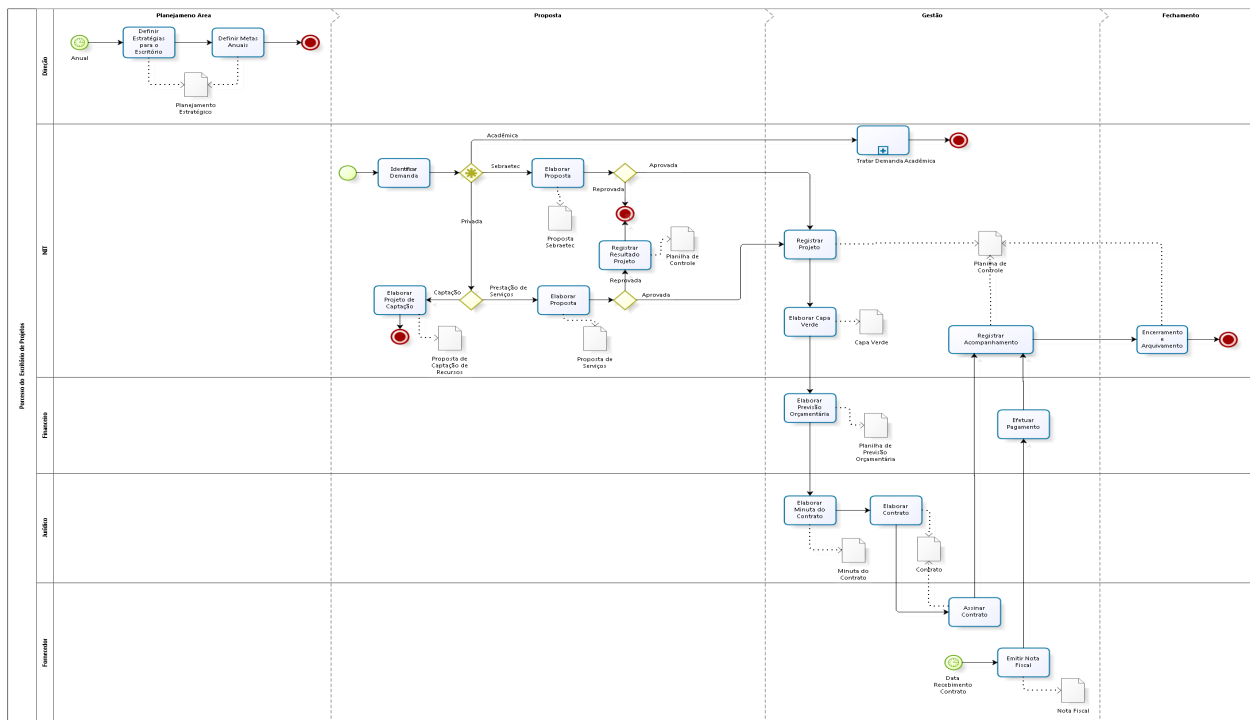 Planejameno Area
Proposta
Gestão
Fechamento
Processo do Escritório de Projetos
Direção
Anual
Definir
Estratégias
para o
Escritório
Definir Metas
Anuais
Planejamento
Estratégico
NIT
Identificar
Demanda
Acadêmica
Sebraetec
Privada
Elaborar
Proposta
Aprovada
Reprovada
Proposta
Sebraetec
Registrar
Resultado
Projeto
Planilha de
Controle
Reprovada
Captação
Prestação de
Serviços
Elaborar
Projeto de
Captação
Elaborar
Proposta
Aprovada
Proposta de
Captação de
Recursos
Proposta de
Serviços
Tratar Demanda Acadêmica
Registrar
Projeto
Planilha de
Controle
Elaborar Capa
Verde
Capa Verde
Registrar
Acompanhamento
Encerramento
e
Arquivamento
Financeiro
Elaborar
Previsão
Orçamentária
Planilha de
Previsão
Orçamentária
Efetuar
Pagamento
Jurídico
Elaborar
Minuta do
Contrato
Elaborar
Contrato
Minuta do
Contrato
Contrato
Fornecedor
Assinar
Contrato
Data
Recebimento
Contrato
Emitir Nota
Fiscal
Nota Fiscal